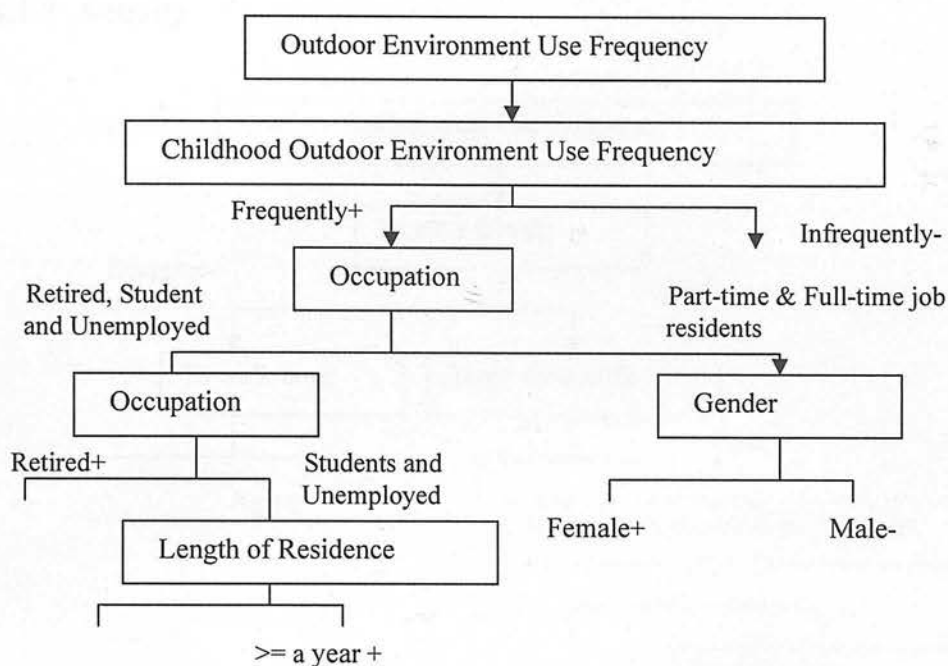 Outdoor Environment Use Frequency
Childhood Outdoor Environment Use Frequency
Frequently+
Infrequently-
Occupation
Retired, Student
and Unemployed
Part-time & Full-time job
residents
Occupation
Gender
Retired+
Students and
Unemployed
Female+
Male-
Length of Residence
>= a year +